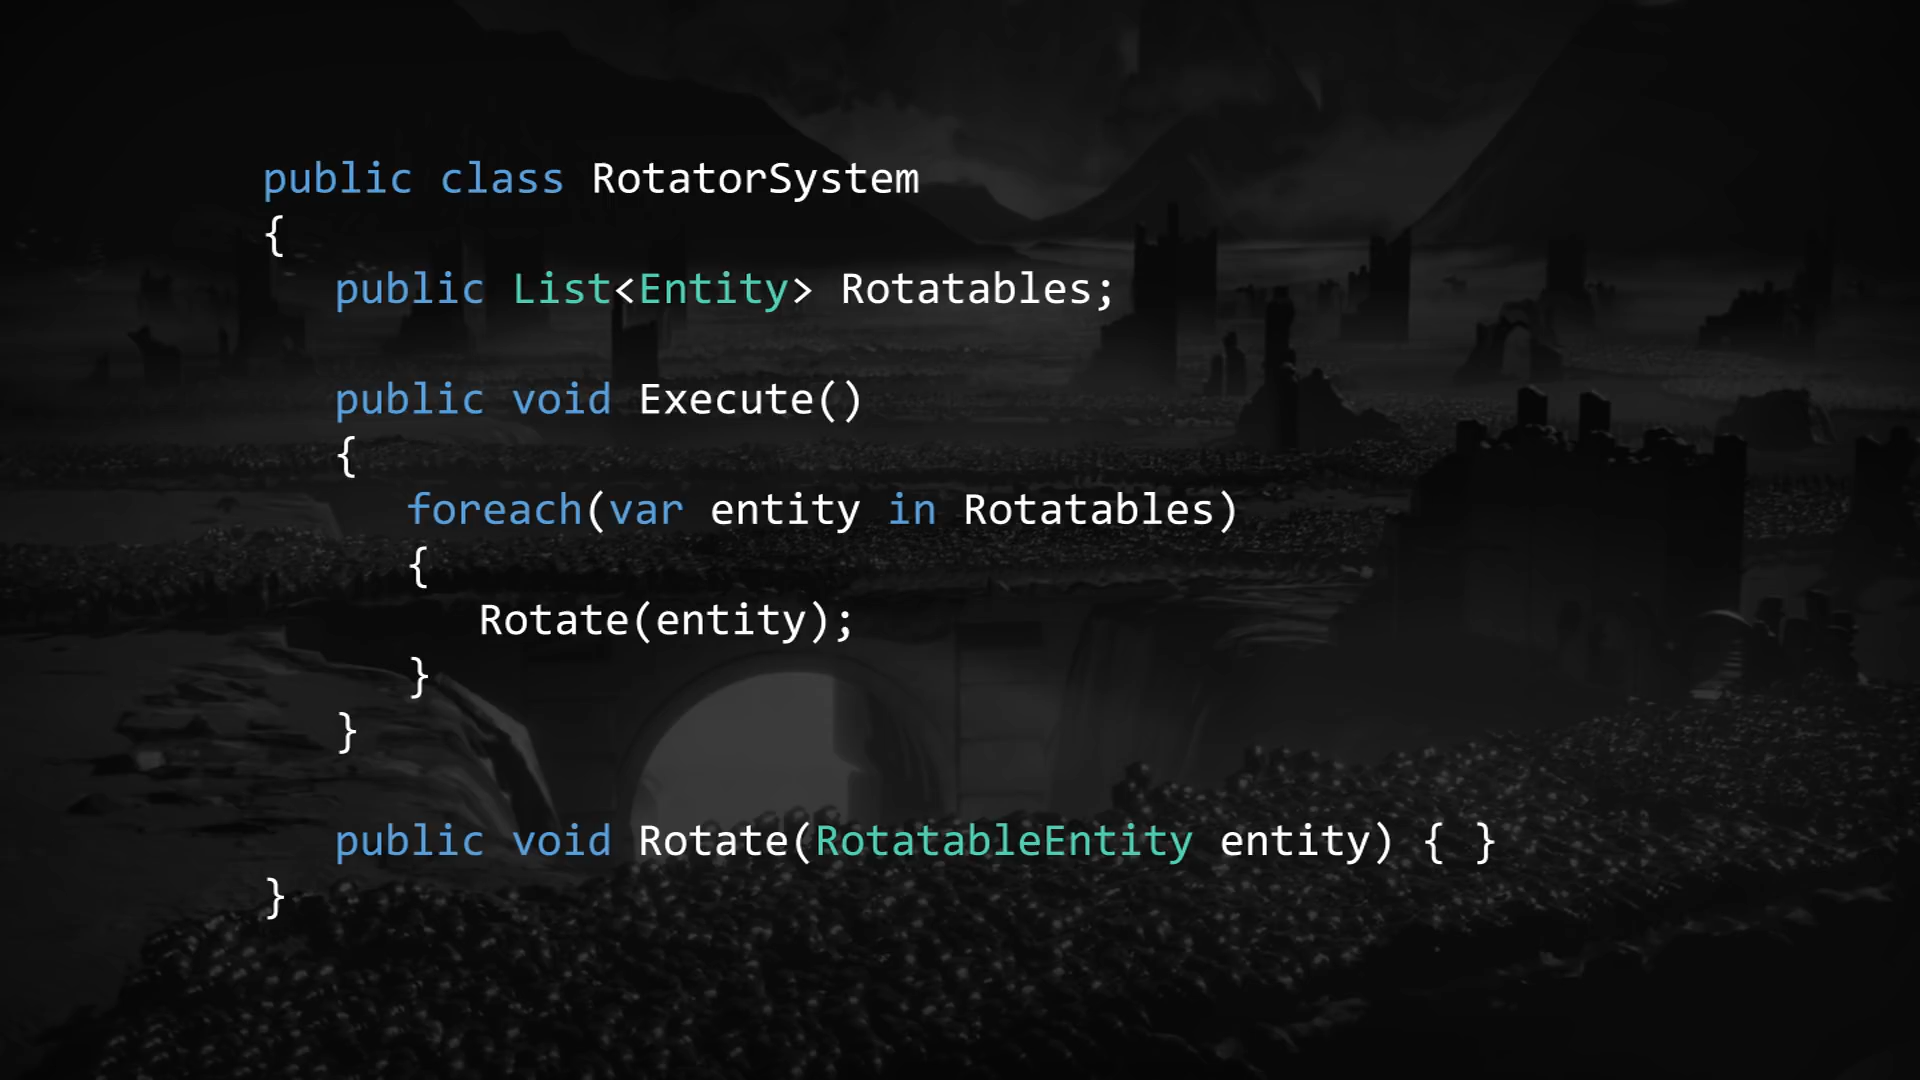 public class RotatorSystem
{
public List<Entity> Rotatables;
public void Execute()
{
foreach(var entity in Rotatables)
{
Rotate(entity);
}
}
public void Rotate(RotatableEntity entity) { }
}